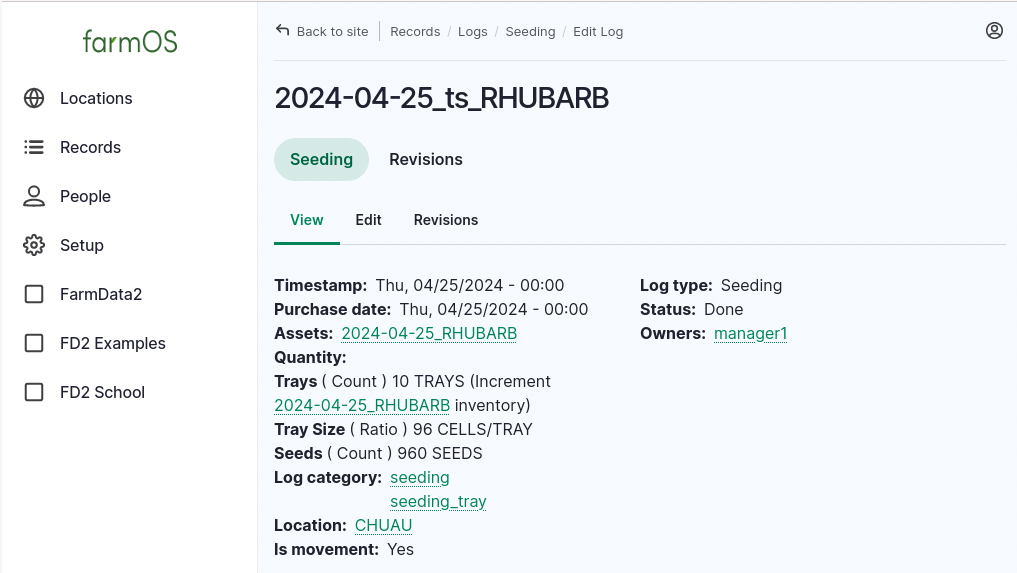 farmOS
Locations
Records
People
Setup
FarmData2
FD2 Examples
FD2 School
Back to site
Records / Logs / Seeding / Edit Log
2024-04-25_ts_RHUBARB
Seeding Revisions
View Edit Revisions
Timestamp: Thu, 04/25/2024 - 00:00
Purchase date: Thu, 04/25/2024 - 00:00
Assets: 2024-04-25_RHUBARB
Quantity:
Trays ( Count ) 10 TRAYS (Increment
2024-04-25_RHUBARB inventory)
Tray Size ( Ratio ) 96 CELLS/TRAY
Seeds ( Count ) 960 SEEDS
Log category: seeding
seeding_tray
Location: CHUAU
Is movement: Yes
Log type: Seeding
Status: Done
Owners: manager1